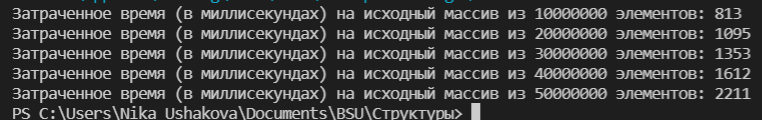 Затраченное время (в миллисекундах) на исходный массив из 10000000 элементов: 813
Затраченное время (в миллисекундах) на исходный массив из 20000000 элементов: 1095
Затраченное время (в миллисекундах) на исходный массив из 30000000 элементов: 1353
Затраченное время (в миллисекундах) на исходный массив из 40000000 элементов: 1612
Затраченное время (в миллисекундах) на исходный массив из 50000000 элементов: 2211
PS C:\Users\Nika Ushakova\Documents\BSU\Структуры>